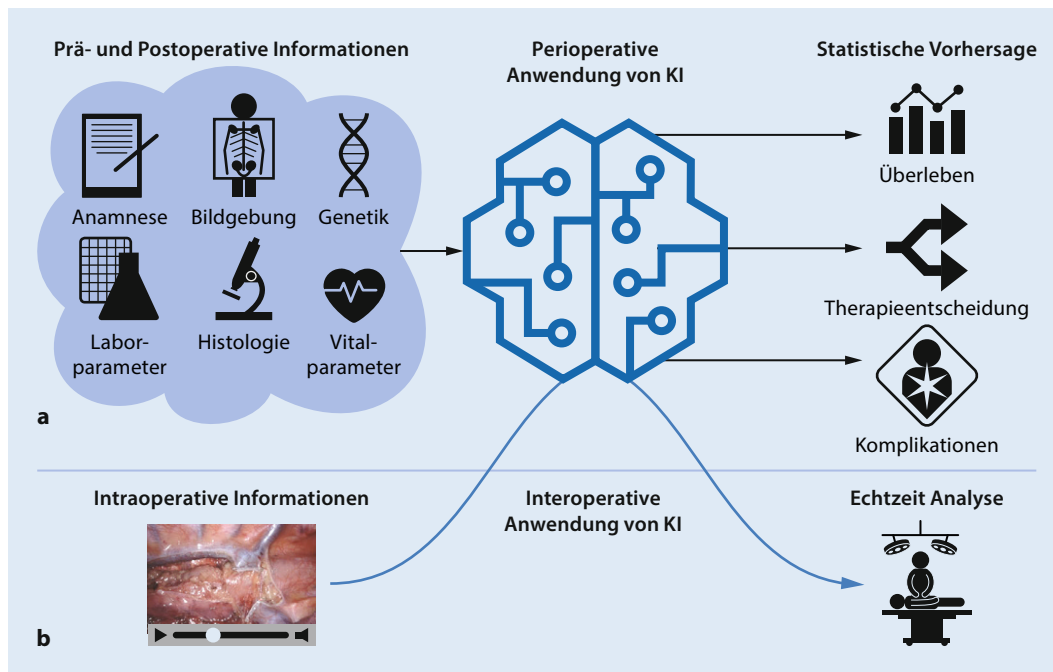 Prä- und Postoperative Informationen
Perioperative
Anwendung von KI
Statistische Vorhersage
Anamnese
Bildgebung
Genetik
Labor-
parameter
Histologie
Vital-
parameter
Überleben
Therapieentscheidung
Komplikationen
a
Intraoperative Informationen
Interoperative
Anwendung von KI
Echtzeit Analyse
b